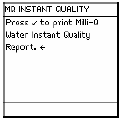 MQ INSTANT QUALITY
Press ✓ to print Milli-Q
Water Instant Quality
Report. ←